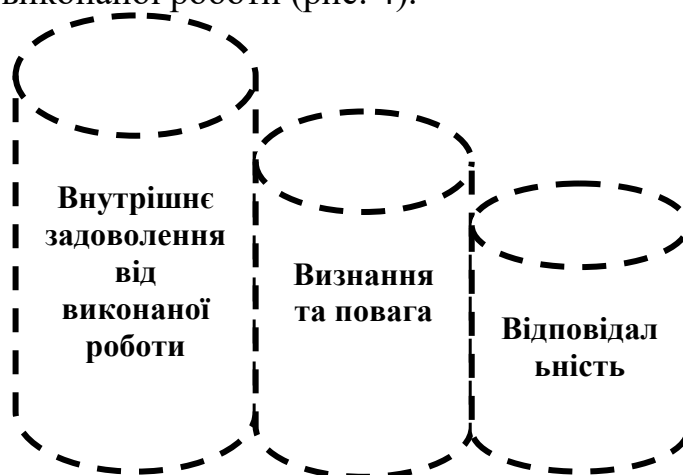 виконаної роботи (рис. 4).
Внутрішнє
задоволення
від
виконаної
роботи
Визнання
та повага
Відповідал
ьність